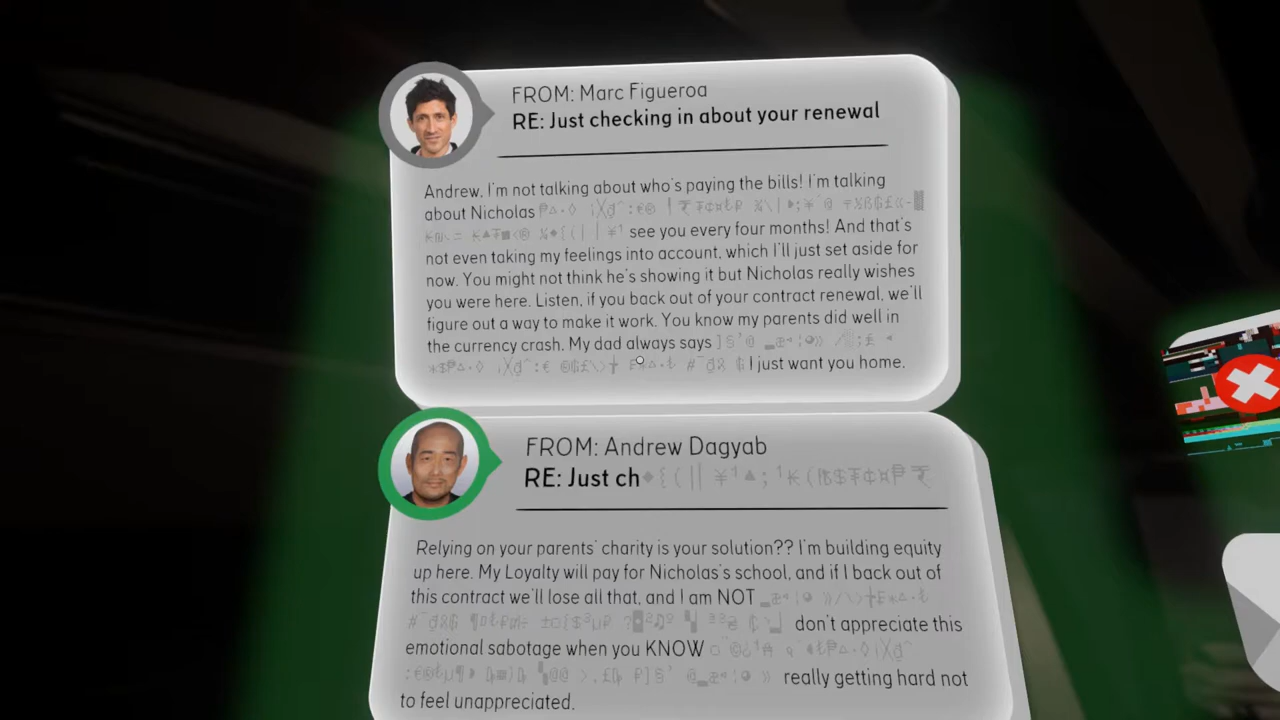 FROM: Marc Figueroa
RE: Just checking in about your renewal
Andrew, I'm not talking about who's paying the bills! I'm talking
about Nicholas
see you every four months! And that's
not even taking my feelings into account, which I'll just set aside for
now. You might not think he's showing it but Nicholas really wishes
you were here. Listen, if you back out of your contract renewal, we'll
figure out a way to make it work. You know my parents did well in
the currency crash. My dad always says
I just want you home.
FROM: Andrew Dagyab
RE: Just ch
Relying on your parents' charity is your solution?? I'm building equity
up here. My Loyalty will pay for Nicholas's school, and if I back out of
this contract we'll lose all that, and I am NOT
don't appreciate this
emotional sabotage when you KNOW
really getting hard not
to feel unappreciated.